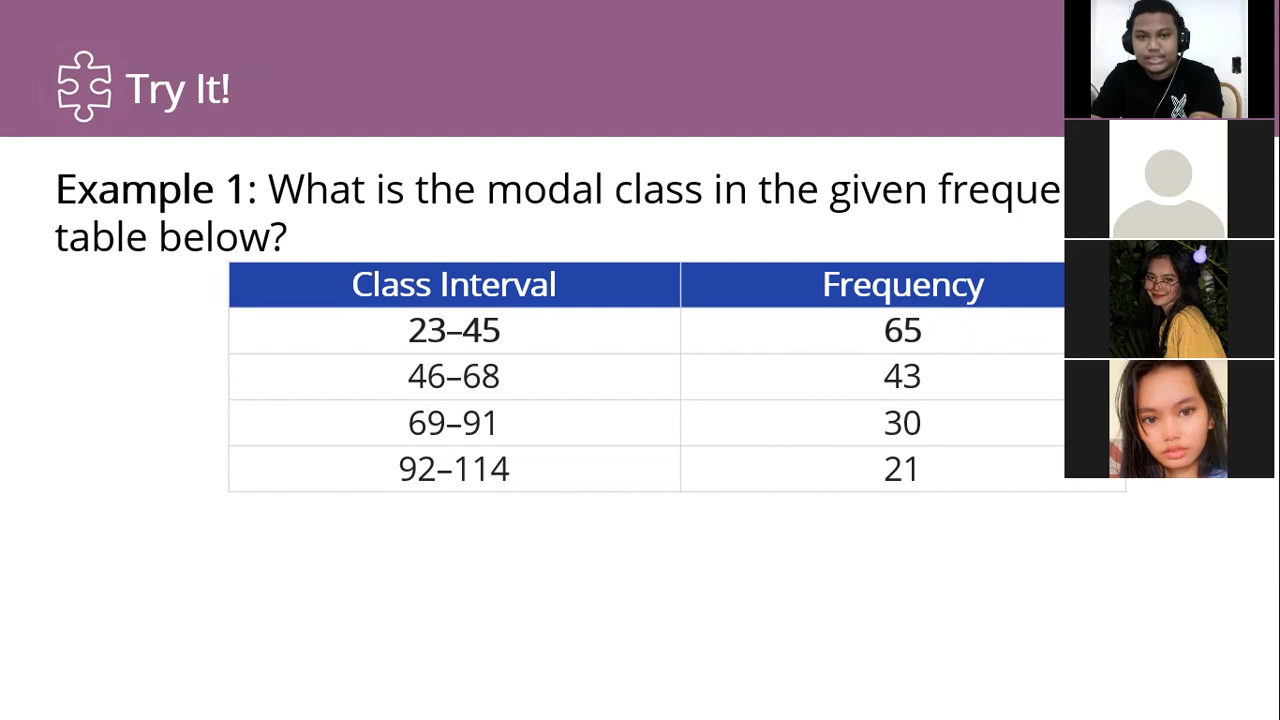 Try It!
Example 1: What is the modal class in the given freque
table below?
Class Interval Frequency
23–45 65
46–68 43
69–91 30
92–114 21